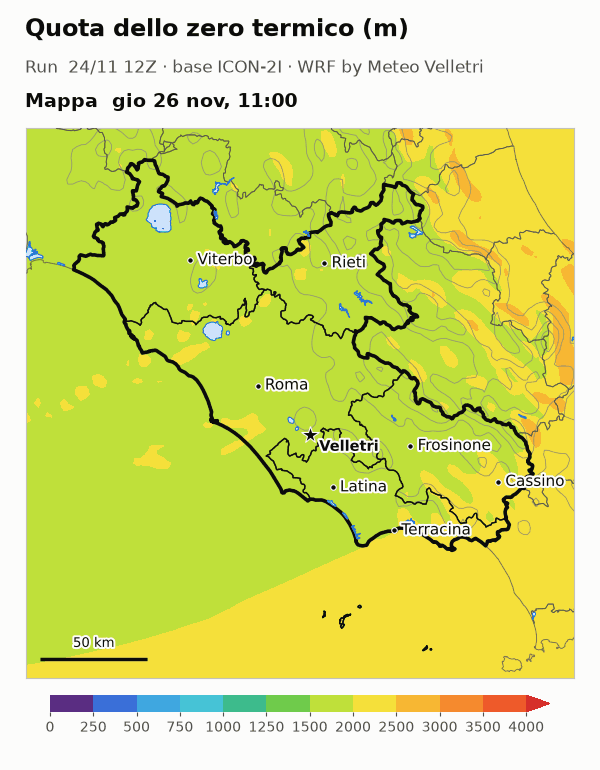 Quota dello zero termico (m)
Run  24/11 12Z · base ICON-2I · WRF by Meteo Velletri
Mappa  gio 26 nov, 11:00
Viterbo
Rieti
Roma
Velletri
Frosinone
Latina
Cassino
Terracina
50 km
0 250 500 750 1000 1250 1500 2000 2500 3000 3500 4000